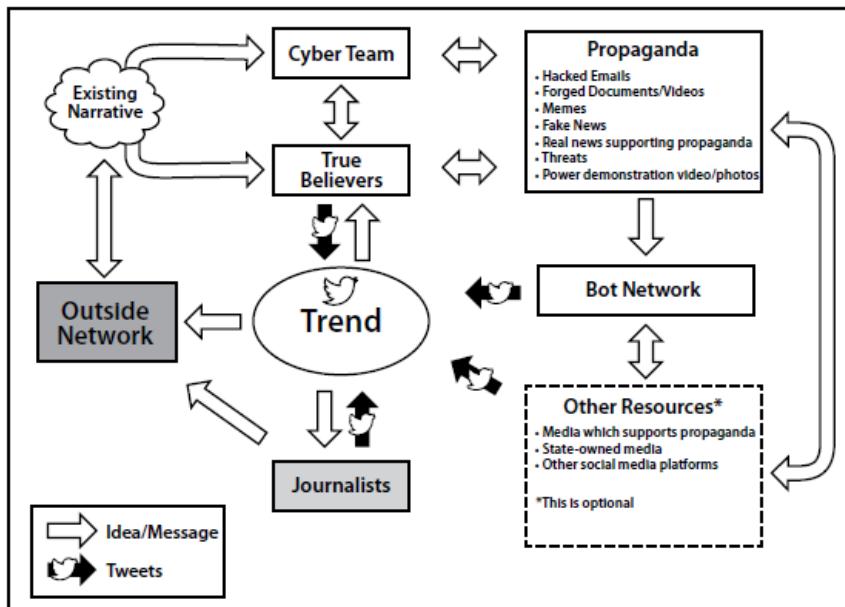 Existing
Narrative
Cyber Team
True
Believers
Propaganda
• Hacked Emails
• Forged Documents/Videos
• Memes
• Fake News
• Real news supporting propaganda
• Threats
• Power demonstration video/photos
Outside
Network
Trend
Bot Network
Other Resources*
• Media which supports propaganda
• State-owned media
• Other social media platforms
*This is optional
Journalists
Idea/Message
Tweets